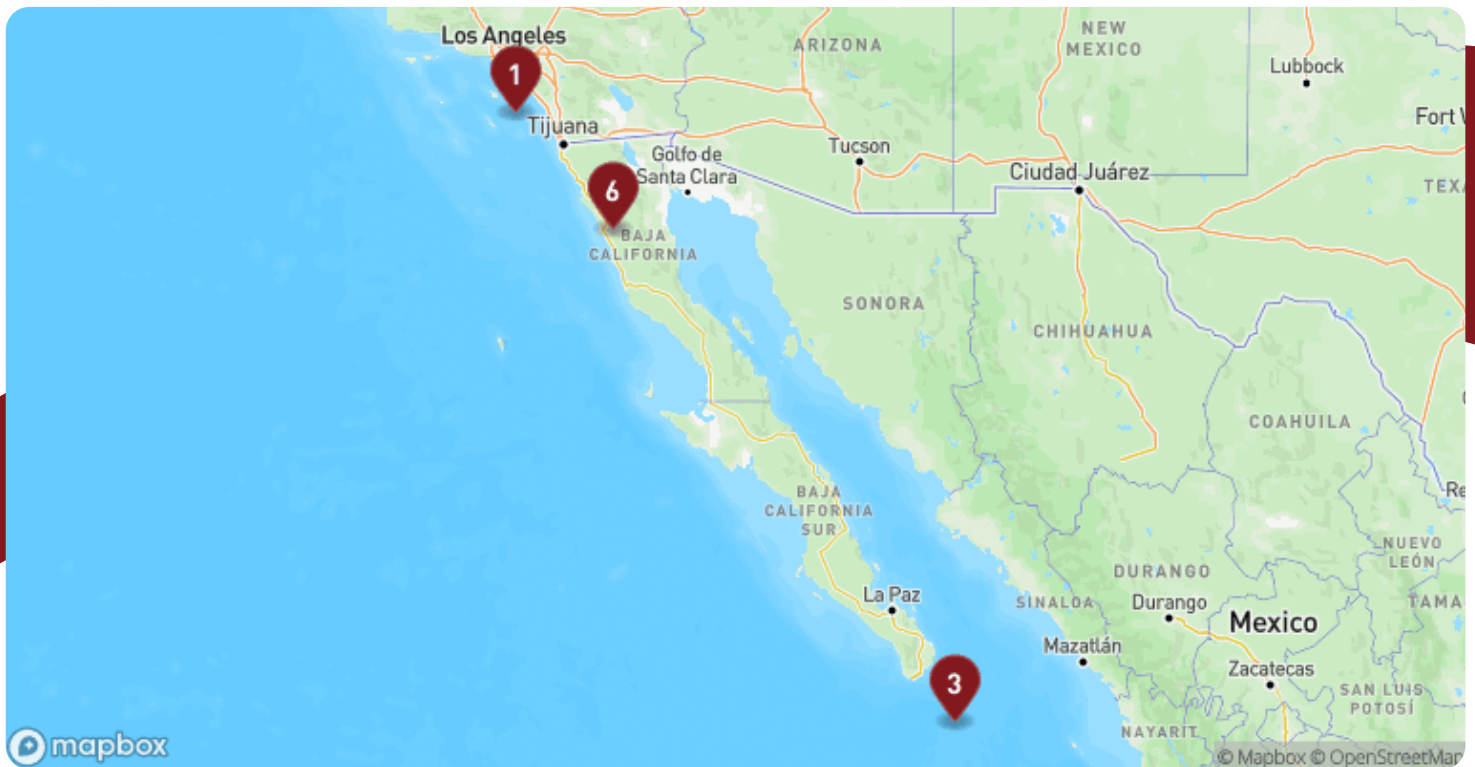 Los Angeles
ARIZONA
NEW
MEXICO
Lubbock
1
Fort
Tijuana
Golfo de
Santa Clara
Tucson
Ciudad Juárez
6
BAJA
CALIFORNIA
SONORA
CHIHUAHUA
COAHUILA
BAJA
CALIFORNIA
SUR
NUEVO
LEÓN
DURANGO
La Paz
SINALOA
Durango
Mexico
TAMA
Mazatlán
Zacatecas
3
SAN LUIS
POTOSÍ
NAYARIT
mapbox
© Mapbox © OpenStreetMap